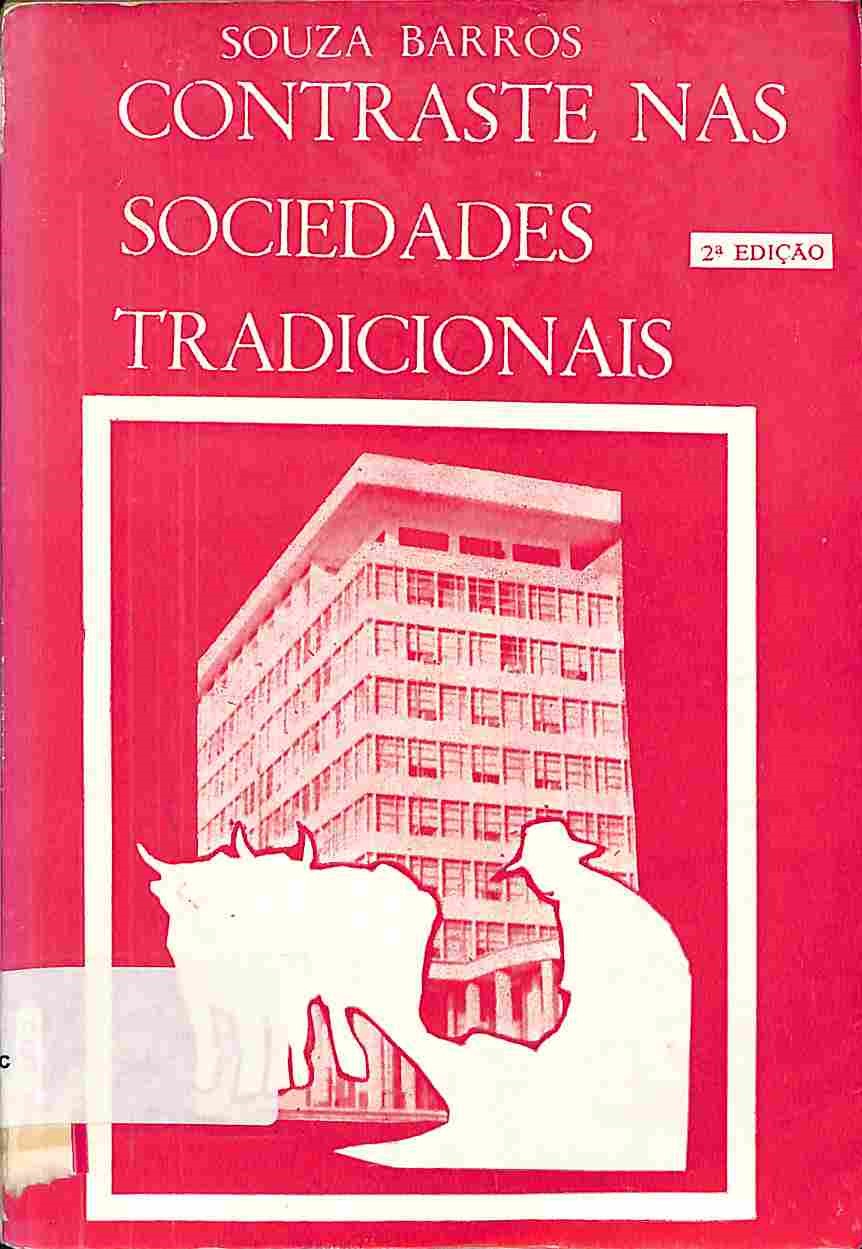 SOUZA BARROS
CONTRASTE NAS
SOCIEDADES
2ª EDIÇÃO
TRADICIONAIS
c